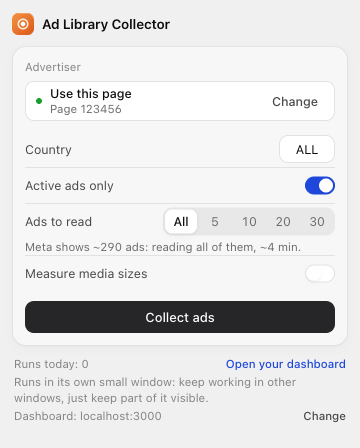 Ad Library Collector
Advertiser
Use this page
Page 123456
Change
Country
ALL
Active ads only
Ads to read
All 5 10 20 30
Meta shows ~290 ads: reading all of them, ~4 min.
Measure media sizes
Collect ads
Runs today: 0
Open your dashboard
Runs in its own small window: keep working in other
windows, just keep part of it visible.
Dashboard: localhost:3000
Change